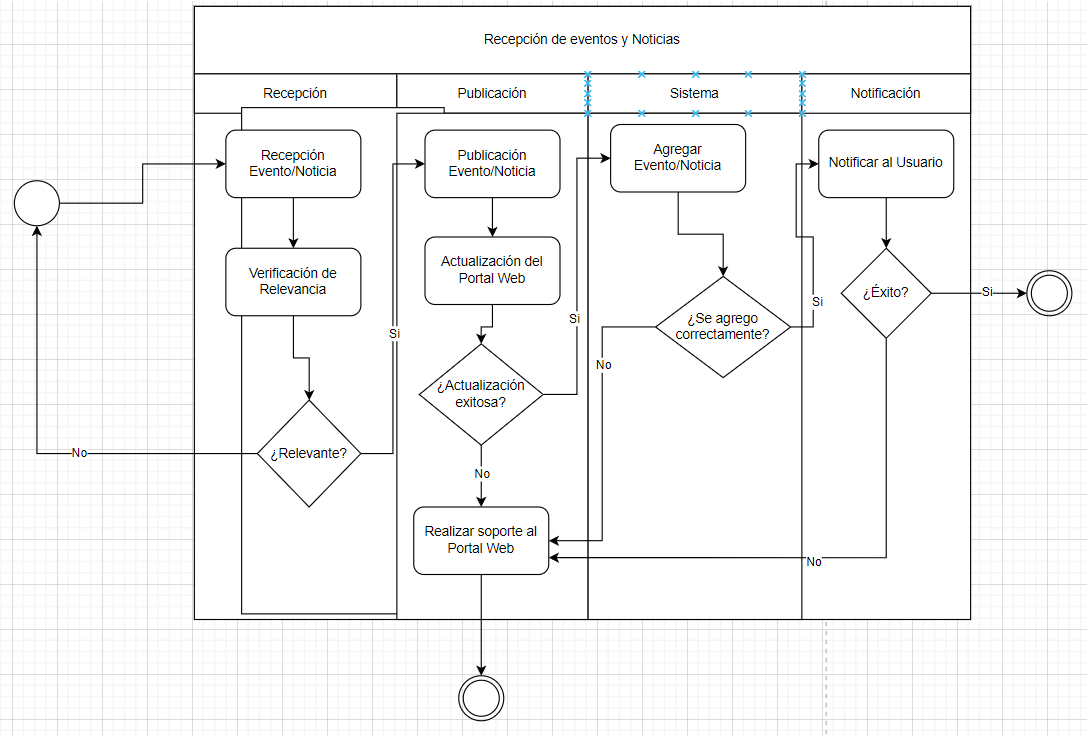 Recepción de eventos y Noticias
Recepción
Publicación
Sistema
Notificación
Recepción
Evento/Noticia
Publicación
Evento/Noticia
Agregar
Evento/Noticia
Notificar al Usuario
Verificación de
Relevancia
Actualización del
Portal Web
¿Éxito?
Si
Si
Si
Si
¿Se agrego
correctamente?
No
¿Actualización
exitosa?
¿Relevante?
No
No
Realizar soporte al
Portal Web
No